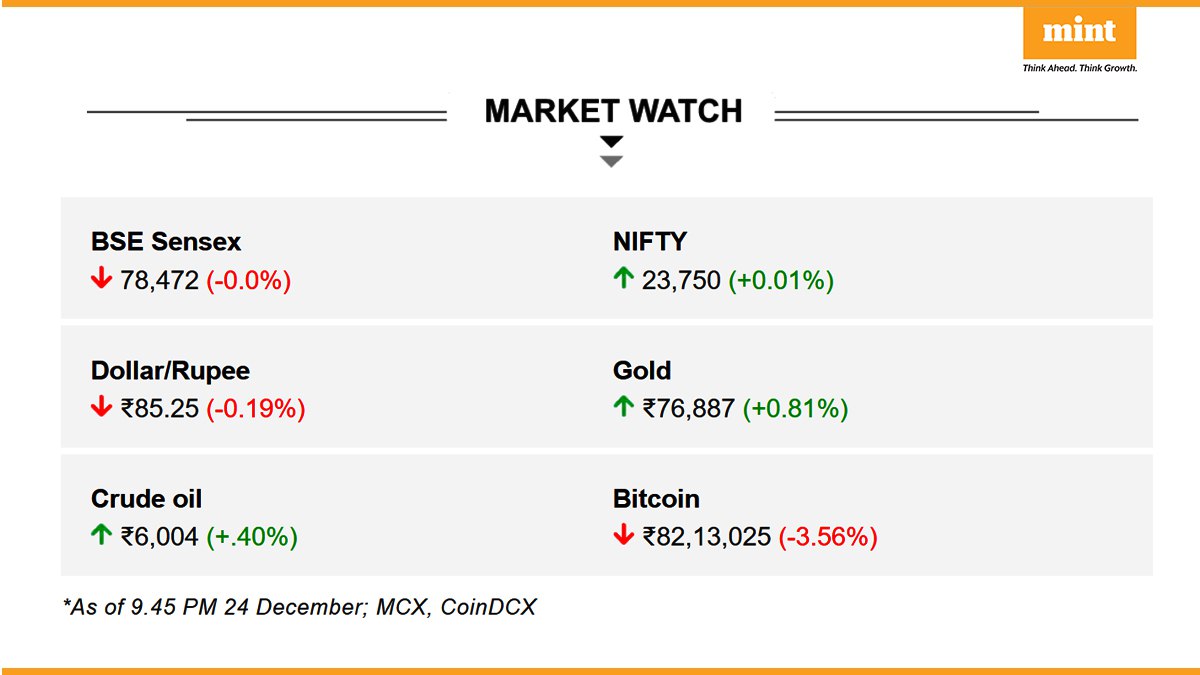 mint
Think Ahead. Think Growth.
MARKET WATCH
BSE Sensex
78,472 (-0.0%)
NIFTY
23,750 (+0.01%)
Dollar/Rupee
₹85.25 (-0.19%)
Gold
₹76,887 (+0.81%)
Crude oil
₹6,004 (+.40%)
Bitcoin
₹82,13,025 (-3.56%)
*As of 9.45 PM 24 December; MCX, CoinDCX